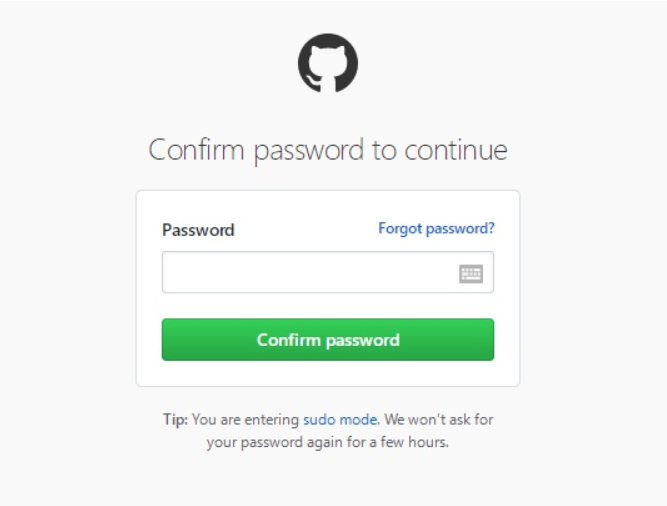 Confirm password to continue
Password
Forgot password?
Confirm password
Tip: You are entering sudo mode. We won't ask for
your password again for a few hours.